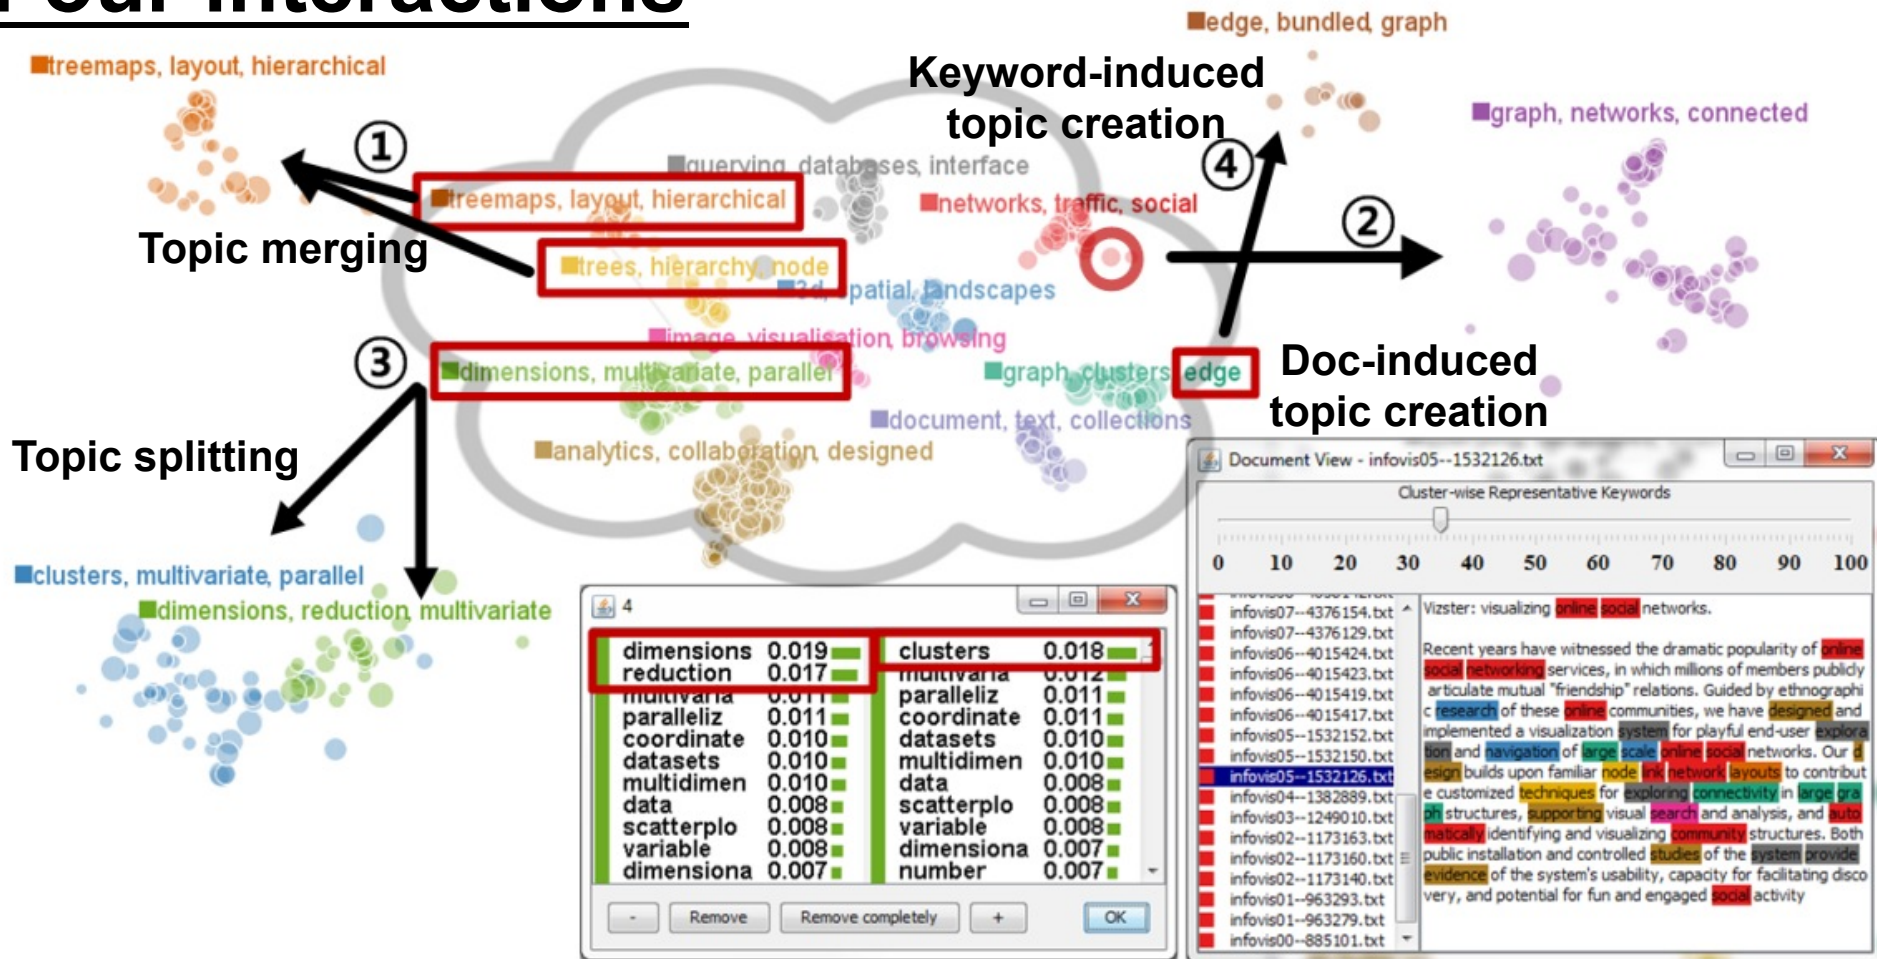 our interactions
edge, bundled, graph
treemaps, layout, hierarchical
Keyword-induced
topic creation
graph, networks, connected
①
④
②
querying, databases, interface
treemaps, layout, hierarchical
networks, traffic, social
Topic merging
trees, hierarchy, node
3d, spatial, landscapes
image, visualisation, browsing
③
dimensions, multivariate, parallel
graph, clusters, edge
Doc-induced
topic creation
document, text, collections
analytics, collaboration, designed
Topic splitting
clusters, multivariate, parallel
dimensions, reduction, multivariate
4
dimensions 0.019 clusters 0.018
reduction 0.017 multivaria 0.012
multivaria 0.011 paralleliz 0.011
paralleliz 0.011 coordinate 0.011
coordinate 0.010 datasets 0.010
datasets 0.010 multidimen 0.010
multidimen 0.010 data 0.008
data 0.008 scatterplo 0.008
scatterplo 0.008 variable 0.008
variable 0.008 dimensiona 0.007
dimensiona 0.007 number 0.007
- Remove Remove completely + OK
Document View - infovis05--1532126.txt
Cluster-wise Representative Keywords
0 10 20 30 40 50 60 70 80 90 100
infovis07--4376154.txt
infovis07--4376129.txt
infovis06--4015424.txt
infovis06--4015423.txt
infovis06--4015419.txt
infovis06--4015417.txt
infovis05--1532152.txt
infovis05--1532150.txt
infovis05--1532126.txt
infovis04--1382889.txt
infovis03--1249010.txt
infovis02--1173163.txt
infovis02--1173160.txt
infovis02--1173140.txt
infovis01--963293.txt
infovis01--963279.txt
infovis00--885101.txt
Vizster: visualizing online social networks.
Recent years have witnessed the dramatic popularity of online
social networking services, in which millions of members publicly
articulate mutual "friendship" relations. Guided by ethnographi
c research of these online communities, we have designed and
implemented a visualization system for playful end-user explora
tion and navigation of large scale online social networks. Our d
esign builds upon familiar node link network layouts to contribut
e customized techniques for exploring connectivity in large gra
ph structures, supporting visual search and analysis, and auto
matically identifying and visualizing community structures. Both
public installation and controlled studies of the system provide
evidence of the system's usability, capacity for facilitating disco
very, and potential for fun and engaged social activity